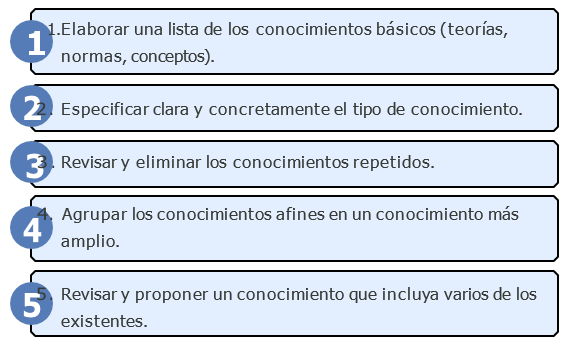 1 1.Elaborar una lista de los conocimientos básicos (teorías,
normas, conceptos).
2 2. Especificar clara y concretamente el tipo de conocimiento.
3 3. Revisar y eliminar los conocimientos repetidos.
4 4. Agrupar los conocimientos afines en un conocimiento más
amplio.
5 5. Revisar y proponer un conocimiento que incluya varios de los
existentes.